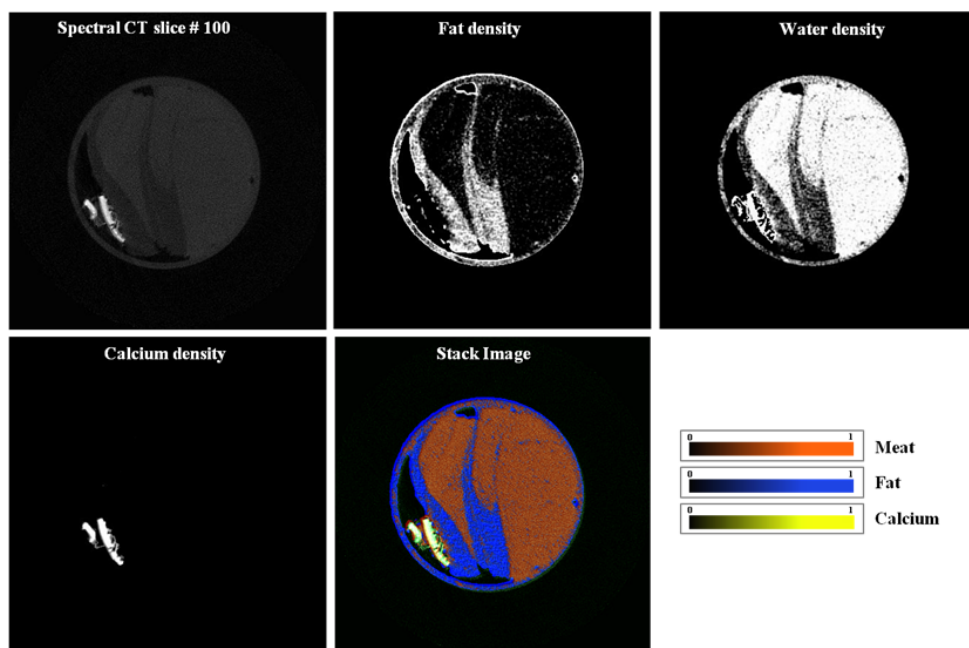 Spectral CT slice # 100
Fat density
Water density
Calcium density
Stack Image
0 1
Meat
0 1
Fat
0 1
Calcium